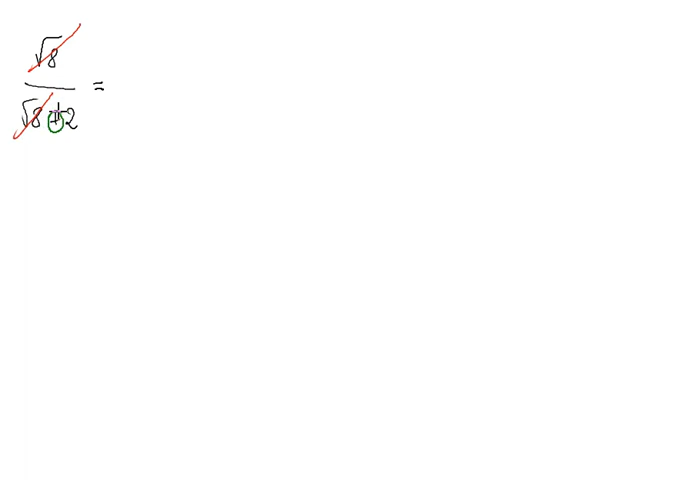 √8
√8 - 2 =